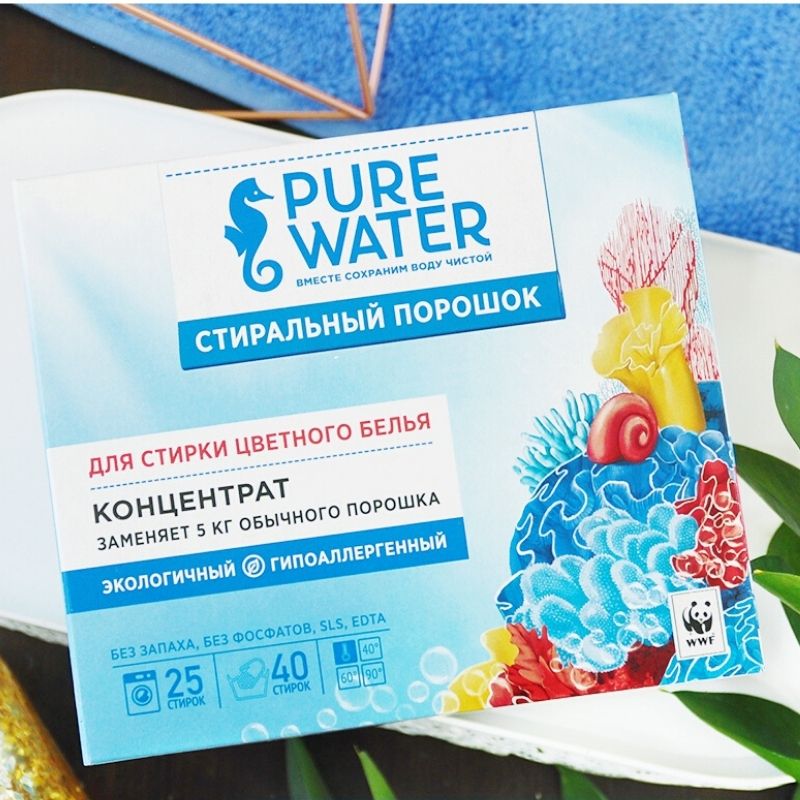 PURE
WATER
ВМЕСТЕ СОХРАНИМ ВОДУ ЧИСТОЙ
СТИРАЛЬНЫЙ ПОРОШОК
ДЛЯ СТИРКИ ЦВЕТНОГО БЕЛЬЯ
КОНЦЕНТРАТ
ЗАМЕНЯЕТ 5 КГ ОБЫЧНОГО ПОРОШКА
ЭКОЛОГИЧНЫЙ ГИПОАЛЛЕРГЕННЫЙ
БЕЗ ЗАПАХА, БЕЗ ФОСФАТОВ, SLS, EDTA
25 СТИРОК
40 СТИРОК
40°
60° 90°
WWF